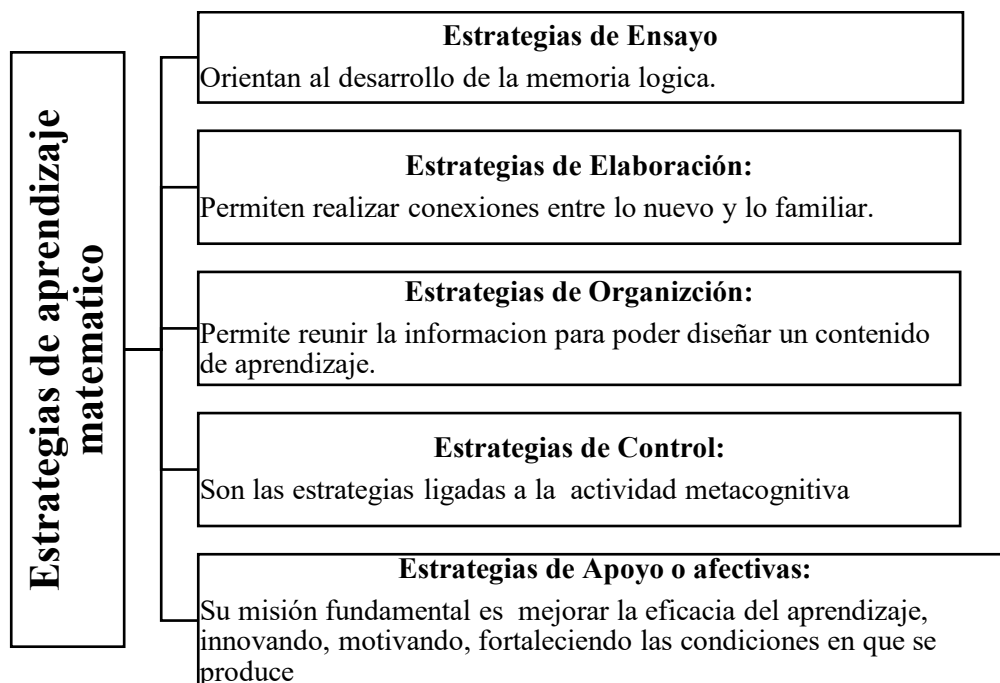 Estrategias de aprendizaje
matematico
Estrategias de Ensayo
Orientan al desarrollo de la memoria logica.
Estrategias de Elaboración:
Permiten realizar conexiones entre lo nuevo y lo familiar.
Estrategias de Organizción:
Permite reunir la informacion para poder diseñar un contenido
de aprendizaje.
Estrategias de Control:
Son las estrategias ligadas a la actividad metacognitiva
Estrategias de Apoyo o afectivas:
Su misión fundamental es mejorar la eficacia del aprendizaje,
innovando, motivando, fortaleciendo las condiciones en que se
produce